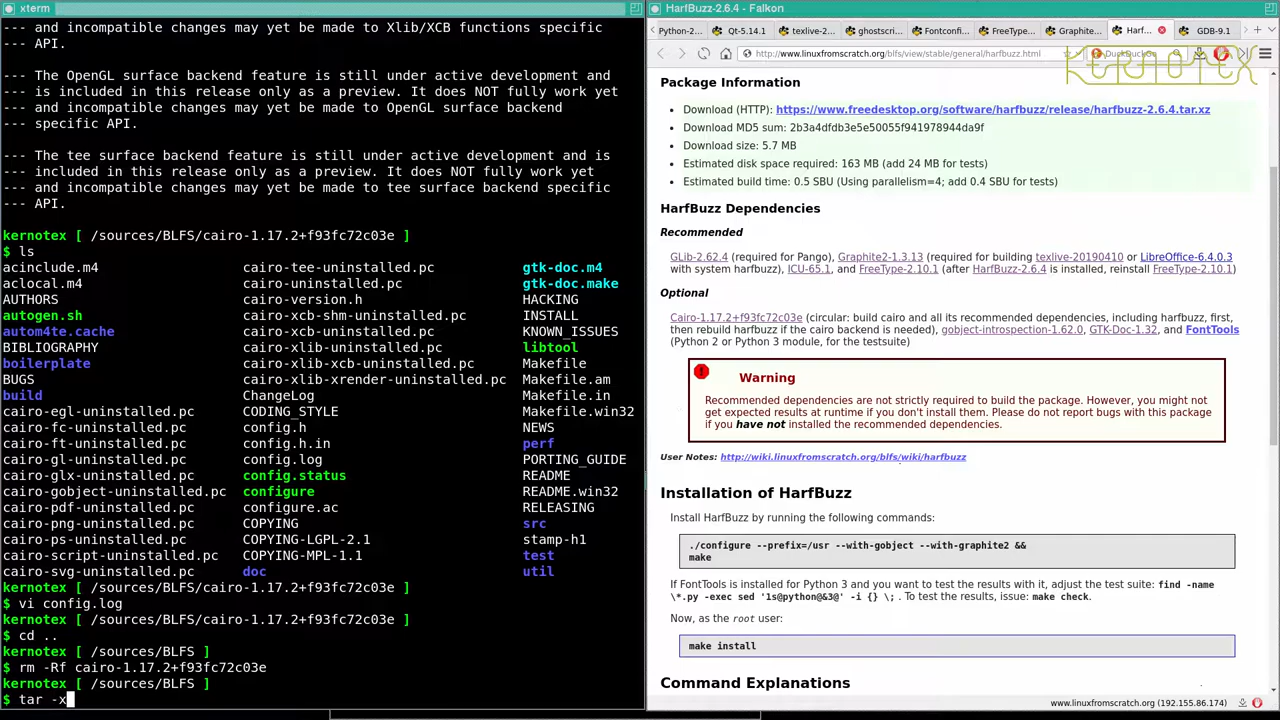 xterm
and incompatible changes may yet be made to Xlib/XCB functions specific
--- API.
--- The OpenGL surface backend feature is still under active development and
--- is included in this release only as a preview. It does NOT fully work yet
--- and incompatible changes may yet be made to OpenGL surface backend
--- specific API.
--- The tee surface backend feature is still under active development and is
--- included in this release only as a preview. It does NOT fully work yet
--- and incompatible changes may yet be made to tee surface backend specific
--- API.
kernotex [ /sources/BLFS/cairo-1.17.2+f93fc72c03e ]
$ ls
acinclude.m4 cairo-tee-uninstalled.pc gtk-doc.m4
aclocal.m4 cairo-uninstalled.pc gtk-doc.make
AUTHORS cairo-version.h HACKING
autogen.sh cairo-xcb-shm-uninstalled.pc INSTALL
autom4te.cache cairo-xcb-uninstalled.pc KNOWN_ISSUES
BIBLIOGRAPHY cairo-xlib-uninstalled.pc libtool
boilerplate cairo-xlib-xcb-uninstalled.pc Makefile
BUGS cairo-xlib-xrender-uninstalled.pc Makefile.am
build ChangeLog Makefile.in
cairo-egl-uninstalled.pc CODING_STYLE Makefile.win32
cairo-fc-uninstalled.pc config.h NEWS
cairo-ft-uninstalled.pc config.h.in perf
cairo-gl-uninstalled.pc config.log PORTING_GUIDE
cairo-glx-uninstalled.pc config.status README
cairo-gobject-uninstalled.pc configure README.win32
cairo-pdf-uninstalled.pc configure.ac RELEASING
cairo-png-uninstalled.pc COPYING src
cairo-ps-uninstalled.pc COPYING-LGPL-2.1 stamp-h1
cairo-script-uninstalled.pc COPYING-MPL-1.1 test
cairo-svg-uninstalled.pc doc util
kernotex [ /sources/BLFS/cairo-1.17.2+f93fc72c03e ]
$ vi config.log
kernotex [ /sources/BLFS/cairo-1.17.2+f93fc72c03e ]
$ cd ..
kernotex [ /sources/BLFS ]
$ rm -Rf cairo-1.17.2+f93fc72c03e
kernotex [ /sources/BLFS ]
$ tar -x
HarfBuzz-2.6.4 - Falkon
Python-2... Qt-5.14.1 texlive-2... ghostscri... Fontconfi... FreeType... Graphite... Harf... GDB-9.1
http://www.linuxfromscratch.org/blfs/view/stable/general/harfbuzz.html DuckDuckGo
KERNOTEX
Package Information
• Download (HTTP): https://www.freedesktop.org/software/harfbuzz/release/harfbuzz-2.6.4.tar.xz
• Download MD5 sum: 2b3a4dfdb3e5e50055f941978944da9f
• Download size: 5.7 MB
• Estimated disk space required: 163 MB (add 24 MB for tests)
• Estimated build time: 0.5 SBU (Using parallelism=4; add 0.4 SBU for tests)
HarfBuzz Dependencies
Recommended
GLib-2.62.4 (required for Pango), Graphite2-1.3.13 (required for building texlive-20190410 or LibreOffice-6.4.0.3
with system harfbuzz), ICU-65.1, and FreeType-2.10.1 (after HarfBuzz-2.6.4 is installed, reinstall FreeType-2.10.1)
Optional
Cairo-1.17.2+f93fc72c03e (circular: build cairo and all its recommended dependencies, including harfbuzz, first,
then rebuild harfbuzz if the cairo backend is needed), gobject-introspection-1.62.0, GTK-Doc-1.32, and FontTools
(Python 2 or Python 3 module, for the testsuite)
Warning
Recommended dependencies are not strictly required to build the package. However, you might not
get expected results at runtime if you don't install them. Please do not report bugs with this package
if you have not installed the recommended dependencies.
User Notes: http://wiki.linuxfromscratch.org/blfs/wiki/harfbuzz
Installation of HarfBuzz
Install HarfBuzz by running the following commands:
./configure --prefix=/usr --with-gobject --with-graphite2 &&
make
If FontTools is installed for Python 3 and you want to test the results with it, adjust the test suite: find -name
\*.py -exec sed '1s@python@&3@' -i {} \; . To test the results, issue: make check.
Now, as the root user:
make install
Command Explanations
www.linuxfromscratch.org (192.155.86.174)